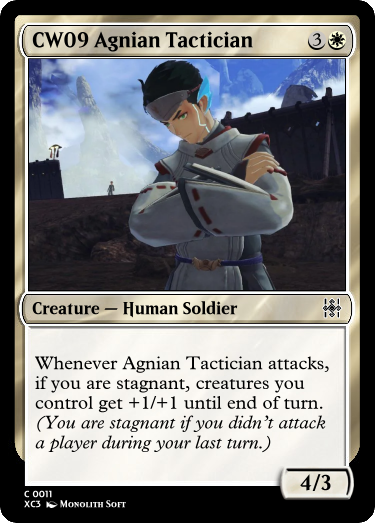 CW09 Agnian Tactician 3
Creature — Human Soldier
Whenever Agnian Tactician attacks,
if you are stagnant, creatures you
control get +1/+1 until end of turn.
(You are stagnant if you didn't attack
a player during your last turn.)
4/3
C 0011
XC3 Monolith Soft